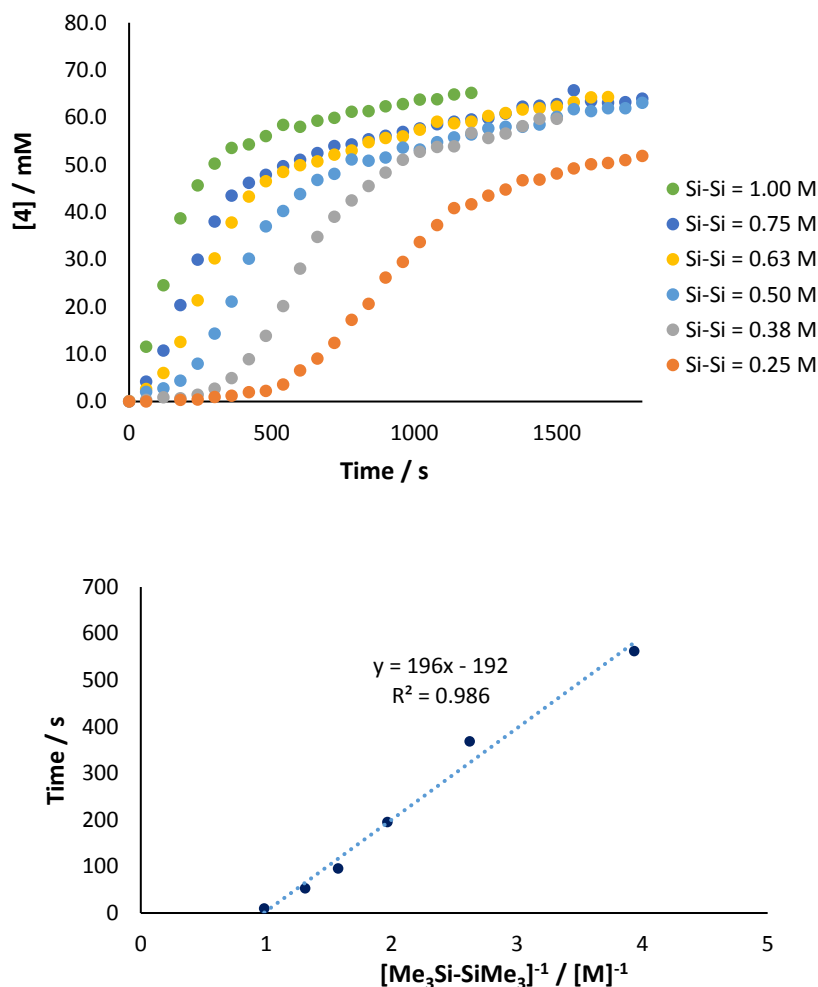 80.0
70.0
60.0
50.0
40.0
30.0
20.0
10.0
0.0
[4] / mM
0 500 1000 1500
Time / s
Si-Si = 1.00 M
Si-Si = 0.75 M
Si-Si = 0.63 M
Si-Si = 0.50 M
Si-Si = 0.38 M
Si-Si = 0.25 M
700
600
500
400
300
200
100
0
Time / s
y = 196x - 192
R² = 0.986
0 1 2 3 4 5
[Me₃Si-SiMe₃]⁻¹ / [M]⁻¹